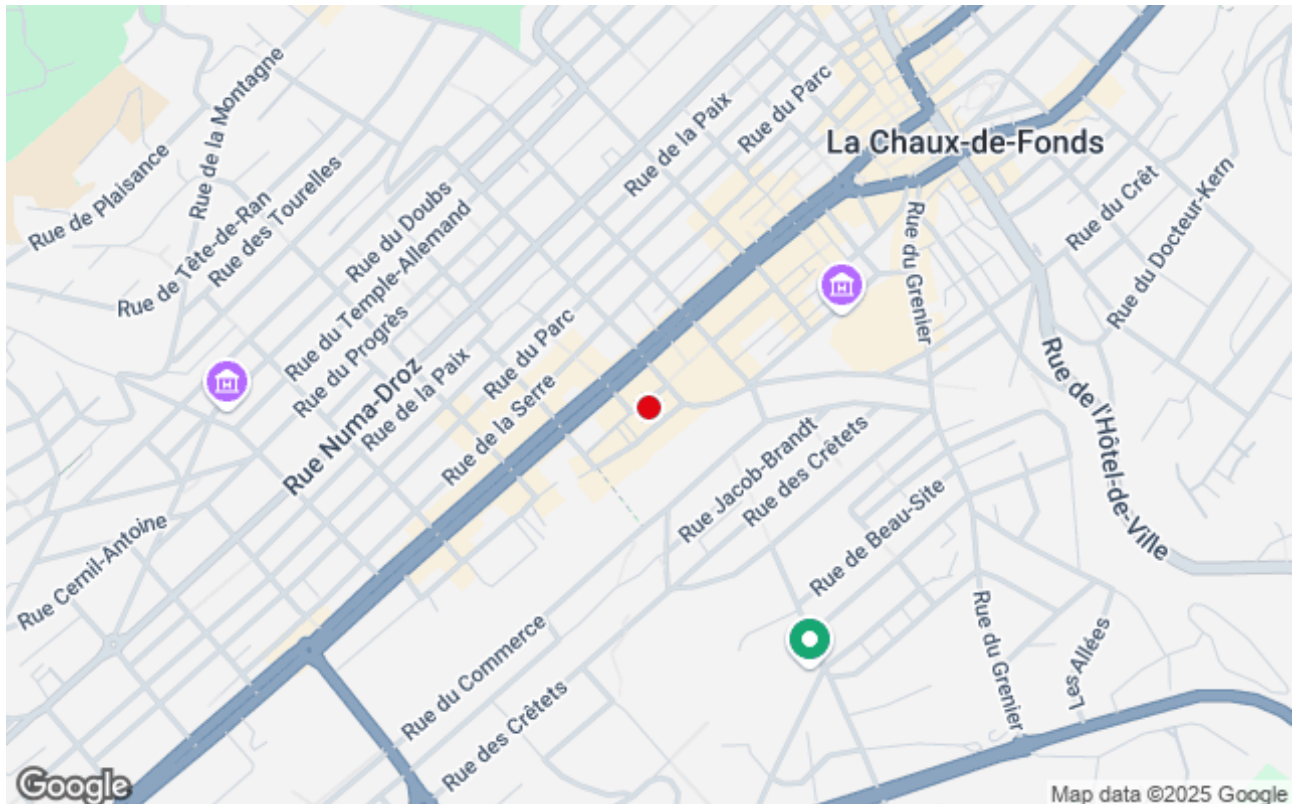 La Chaux-de-Fonds
Rue de la Montagne
Rue de Plaisance
Rue de la Paix
Rue du Parc
Rue du Crêt
Rue du Docteur-Kern
Rue des Tourelles
Rue de Tête-de-Ran
Rue du Doubs
Rue du Temple-Allemand
Rue du Grenier
H
Rue du Progrès
Rue du Parc
Rue de la Paix
H
Rue Numa-Droz
Rue de la Serre
Rue de l'Hôtel-de-Ville
Rue Jacob-Brandt
Rue des Crêtets
Rue de Beau-Site
Rue Cernil-Antoine
Rue du Commerce
Rue du Grenier
Les Allées
Rue des Crêtets
Google
Map data ©2025 Google